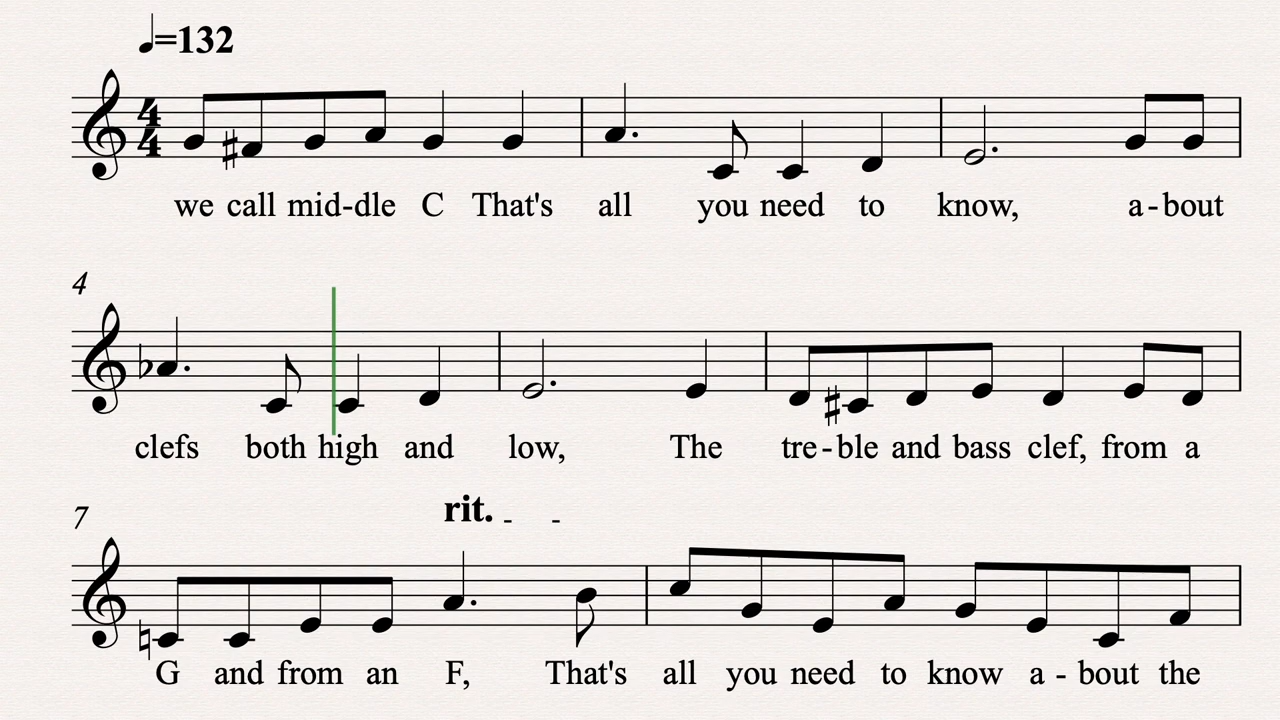 ♩=132
4
4
we call mid-dle C That's all you need to know, a-bout
4
clefs both high and low, The tre-ble and bass clef, from a
7
rit. - -
G and from an F, That's all you need to know a-bout the